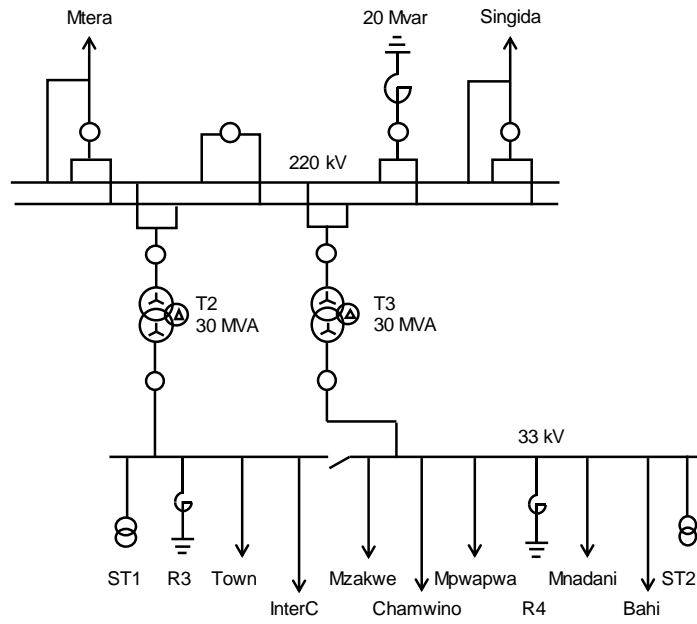 Mtera
20 Mvar
Singida
220 kV
T2
30 MVA
T3
30 MVA
33 kV
ST1
R3
Town
InterC
Mzakwe
Chamwino
Mpwapwa
R4
Mnadani
Bahi
ST2